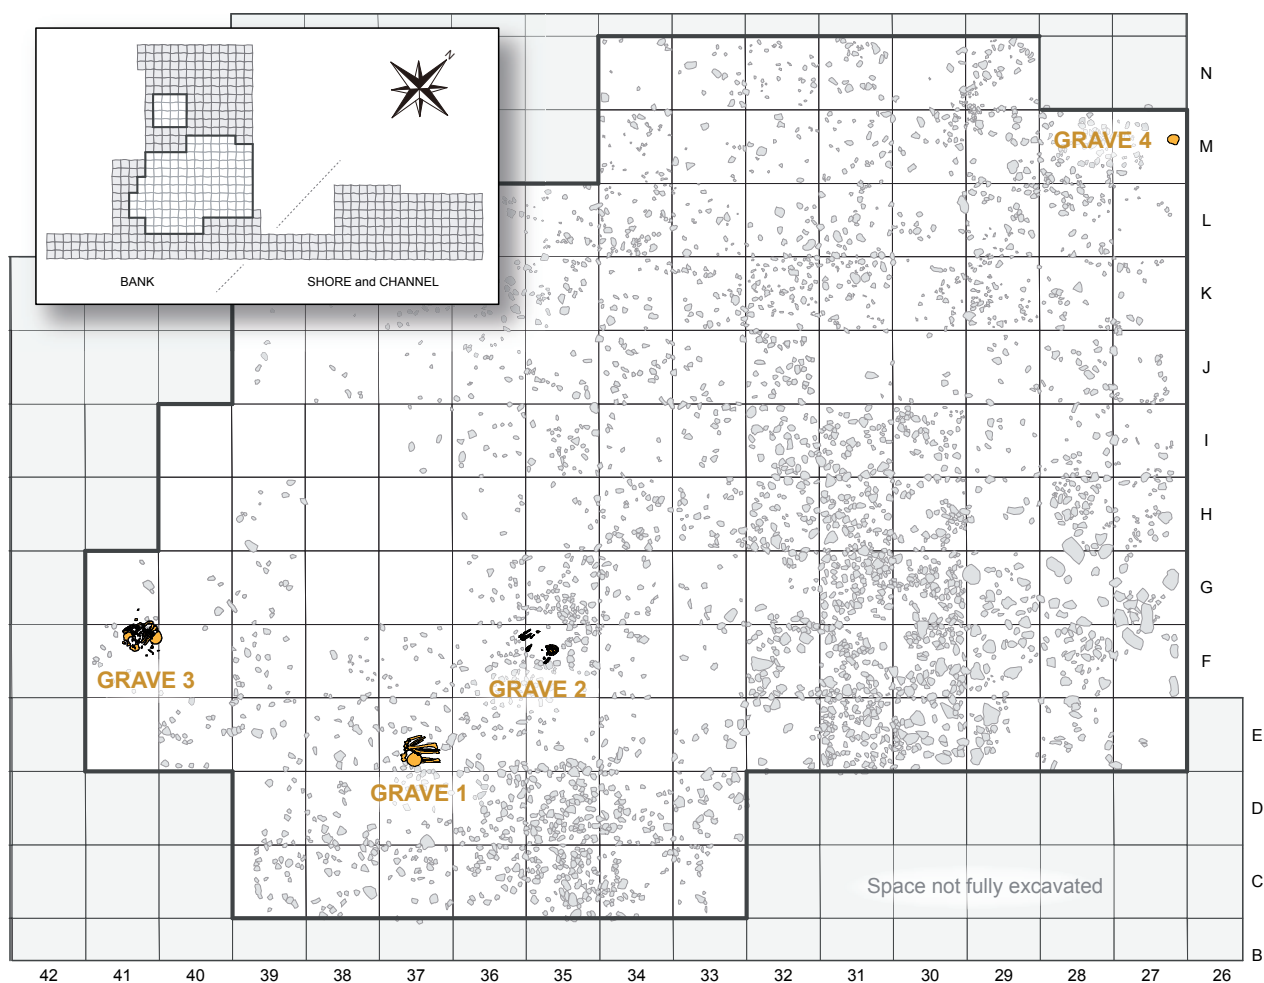 N
BANK
SHORE and CHANNEL
N
GRAVE 4
M
L
K
J
I
H
G
GRAVE 3
GRAVE 2
F
E
GRAVE 1
D
Space not fully excavated
C
B
42 41 40 39 38 37 36 35 34 33 32 31 30 29 28 27 26